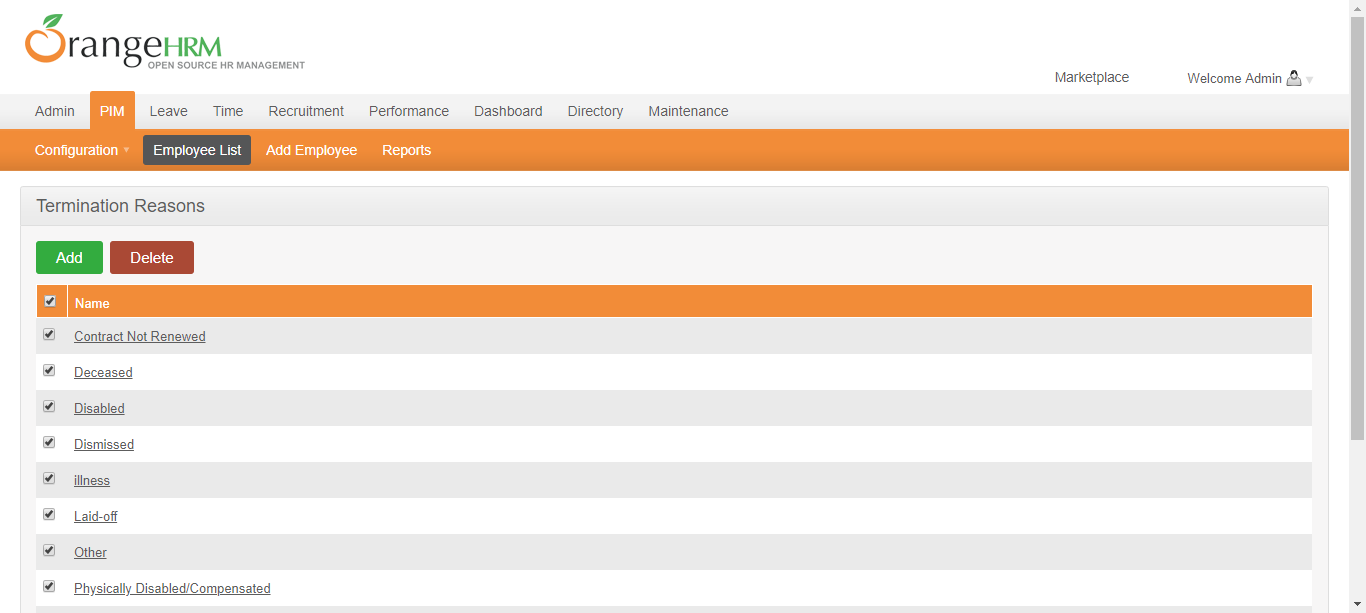 OrangeHRM
OPEN SOURCE HR MANAGEMENT
Marketplace Welcome Admin
Admin PIM Leave Time Recruitment Performance Dashboard Directory Maintenance
Configuration Employee List Add Employee Reports
Termination Reasons
Add Delete
Name
Contract Not Renewed
Deceased
Disabled
Dismissed
illness
Laid-off
Other
Physically Disabled/Compensated